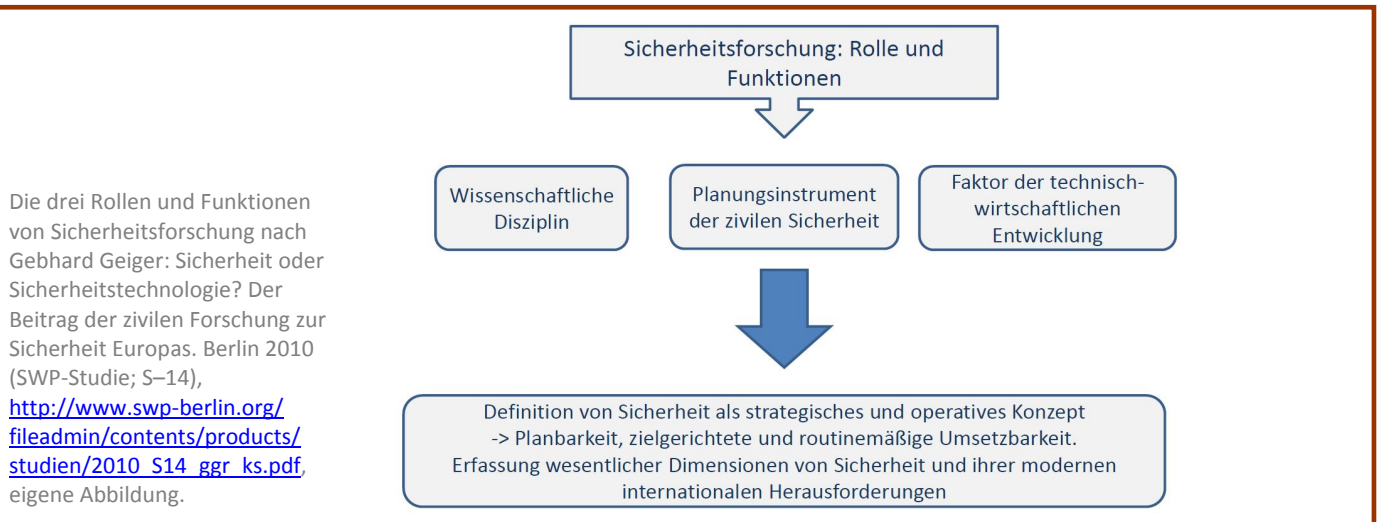 Sicherheitsforschung: Rolle und
Funktionen
Wissenschaftliche
Disziplin
Planungsinstrument
der zivilen Sicherheit
Faktor der technisch-
wirtschaftlichen
Entwicklung
Die drei Rollen und Funktionen
von Sicherheitsforschung nach
Gebhard Geiger: Sicherheit oder
Sicherheitstechnologie? Der
Beitrag der zivilen Forschung zur
Sicherheit Europas. Berlin 2010
(SWP-Studie; S–14),
http://www.swp-berlin.org/
fileadmin/contents/products/
studien/2010_S14_ggr_ks.pdf,
eigene Abbildung.
Definition von Sicherheit als strategisches und operatives Konzept
-> Planbarkeit, zielgerichtete und routinemäßige Umsetzbarkeit.
Erfassung wesentlicher Dimensionen von Sicherheit und ihrer modernen
internationalen Herausforderungen